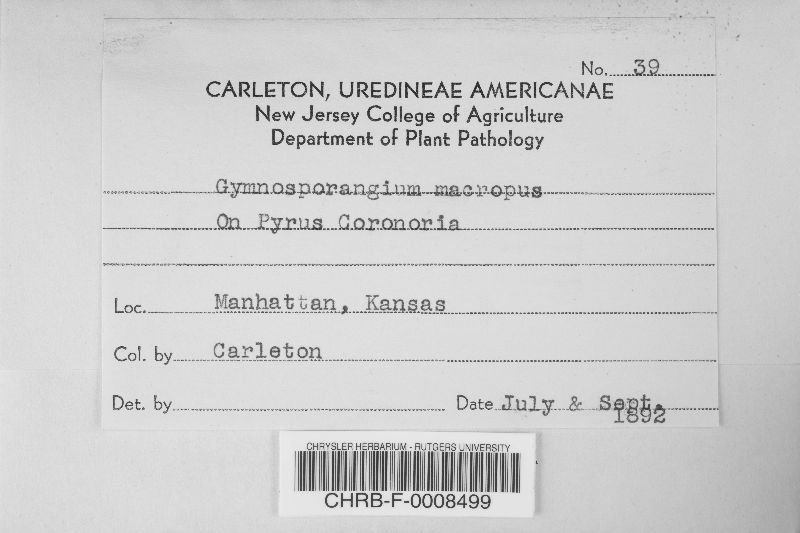 No. 39
CARLETON, UREDINEAE AMERICANAE
New Jersey College of Agriculture
Department of Plant Pathology
Gymnosporangium macropus
On Pyrus Coronoria
Loc. Manhattan, Kansas
Col. by Carleton
Det. by
Date July & Sept.
1892
CHRYSLER HERBARIUM - RUTGERS UNIVERSITY
CHRB-F-0008499